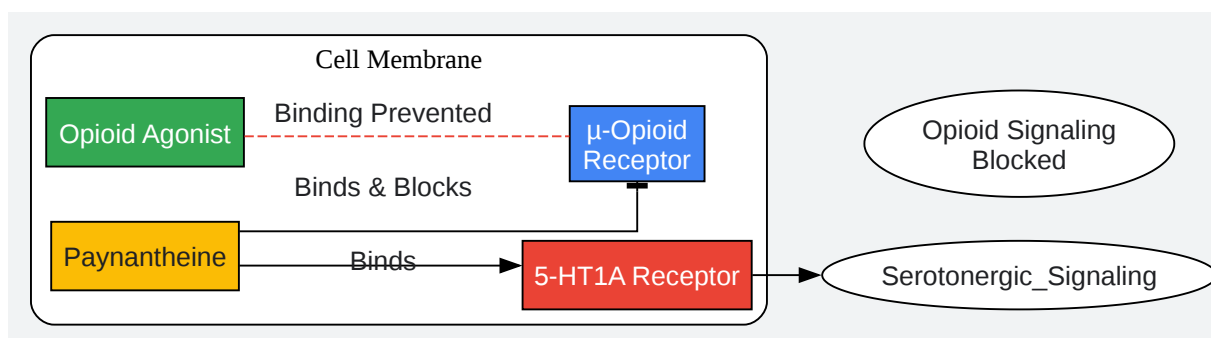 Cell Membrane
Opioid Agonist
Binding Prevented
µ-Opioid
Receptor
Opioid Signaling
Blocked
Binds & Blocks
Paynantheine
Binds
5-HT1A Receptor
Serotonergic_Signaling